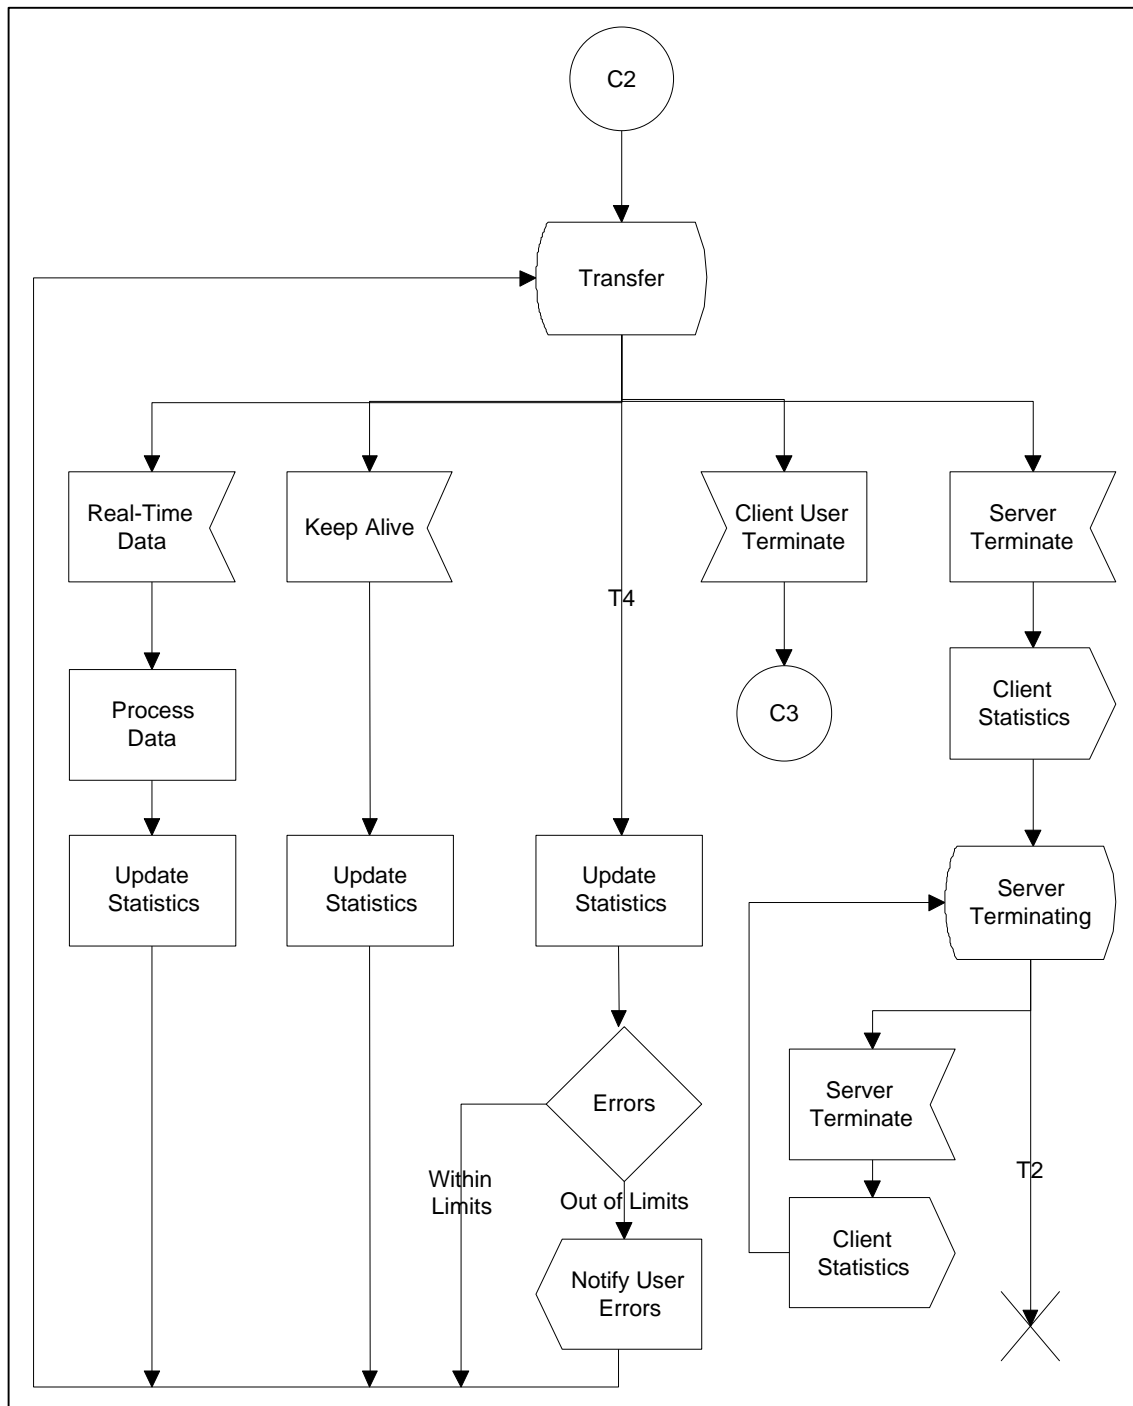 C2
Transfer
Real-Time
Data
Keep Alive
Client User
Terminate
Server
Terminate
T4
Process
Data
C3
Client
Statistics
Update
Statistics
Update
Statistics
Update
Statistics
Server
Terminating
Errors
Server
Terminate
Within
Limits
Out of Limits
T2
Notify User
Errors
Client
Statistics